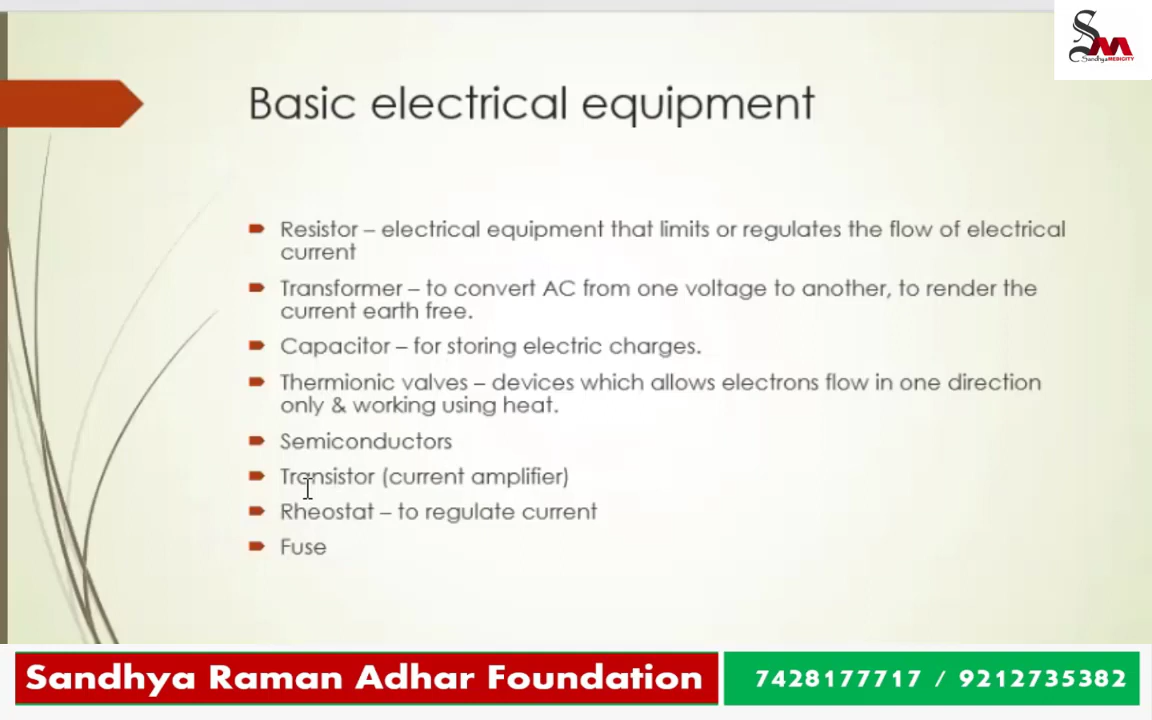 SM
SandhyaMEDICITY
Basic electrical equipment
Resistor – electrical equipment that limits or regulates the flow of electrical
current
Transformer – to convert AC from one voltage to another, to render the
current earth free.
Capacitor – for storing electric charges.
Thermionic valves – devices which allows electrons flow in one direction
only & working using heat.
Semiconductors
Transistor (current amplifier)
Rheostat – to regulate current
Fuse
Sandhya Raman Adhar Foundation
7428177717 / 9212735382